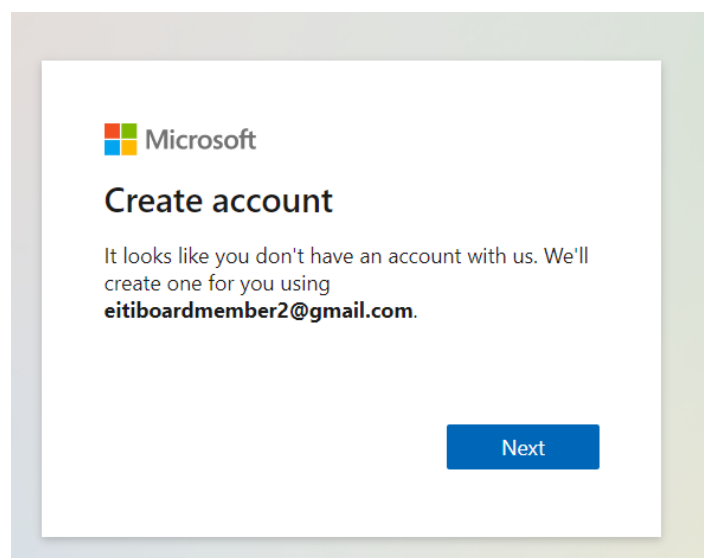 Microsoft
Create account
It looks like you don't have an account with us. We'll
create one for you using
eitiboardmember2@gmail.com.
Next